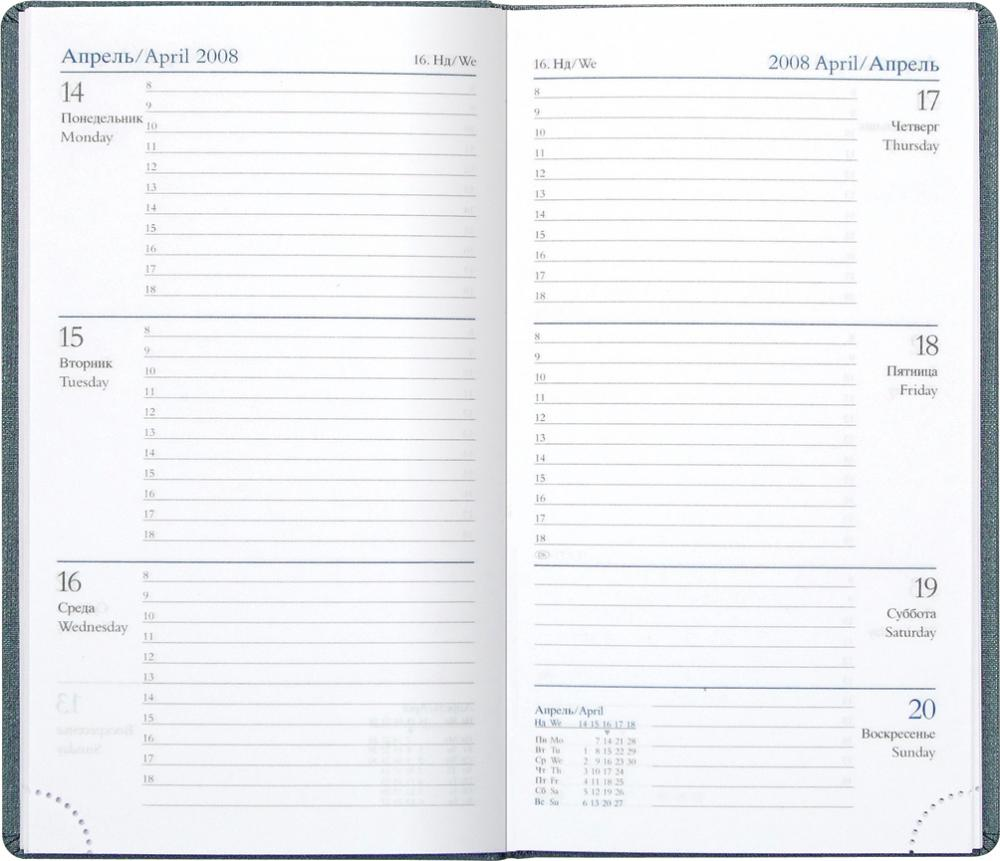 Апрель/April 2008
16. Нд/We
14
Понедельник
Monday
8
9
10
11
12
13
14
15
16
17
18
15
Вторник
Tuesday
8
9
10
11
12
13
14
15
16
17
18
16
Среда
Wednesday
8
9
10
11
12
13
14
15
16
17
18
16. Нд/We
2008 April/Апрель
17
Четверг
Thursday
8
9
10
11
12
13
14
15
16
17
18
18
Пятница
Friday
8
9
10
11
12
13
14
15
16
17
18
19
Суббота
Saturday
20
Воскресенье
Sunday
Апрель/April
Нд We 14 15 16 17 18
Пн Mo 7 14 21 28
Вт Tu 1 8 15 22 29
Ср We 2 9 16 23 30
Чт Th 3 10 17 24
Пт Fr 4 11 18 25
Сб Sa 5 12 19 26
Вс Su 6 13 20 27